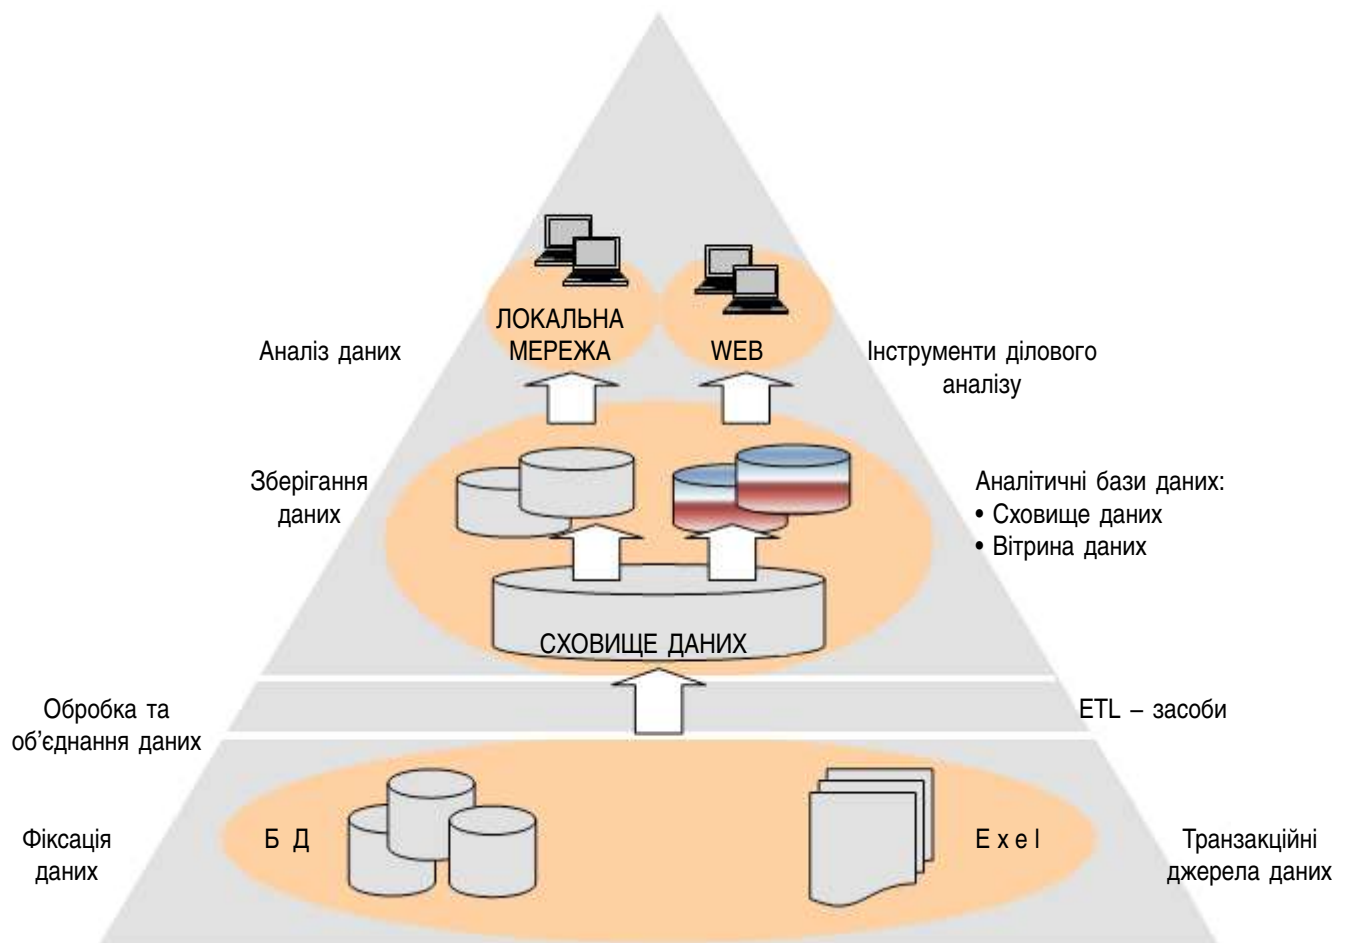 ЛОКАЛЬНА
МЕРЕЖА
WEB
Аналіз даних
Інструменти ділового
аналізу
Зберігання
даних
Аналітичні бази даних:
• Сховище даних
• Вітрина даних
СХОВИЩЕ ДАНИХ
Обробка та
об'єднання даних
ETL – засоби
Фіксація
даних
Б Д
Exel
Транзакційні
джерела даних